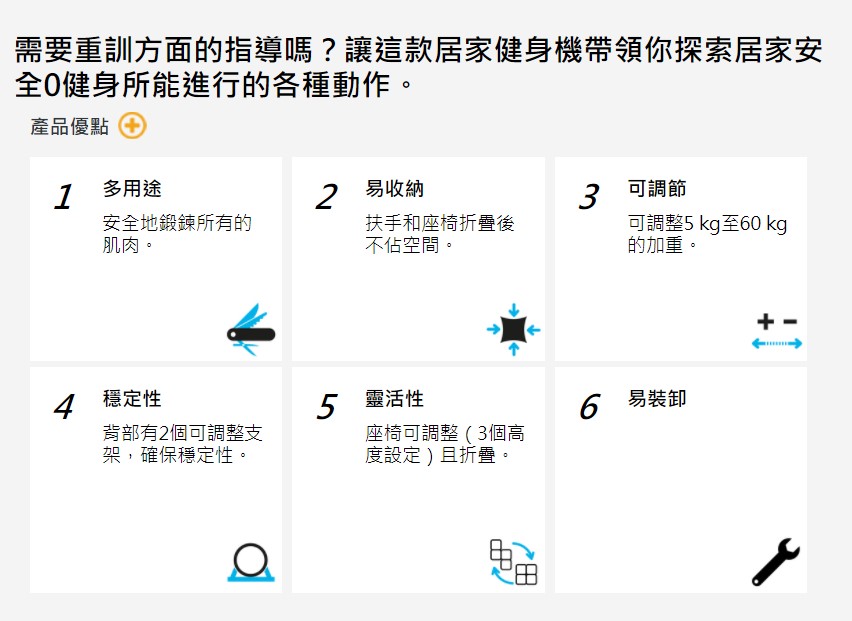 需要重訓方面的指導嗎？讓這款居家健身機帶領你探索居家安
全0健身所能進行的各種動作。
產品優點
1 多用途
安全地鍛鍊所有的
肌肉。
2 易收納
扶手和座椅折疊後
不佔空間。
3 可調節
可調整5 kg至60 kg
的加重。
4 穩定性
背部有2個可調整支
架，確保穩定性。
5 靈活性
座椅可調整（3個高
度設定）且折疊。
6 易裝卸